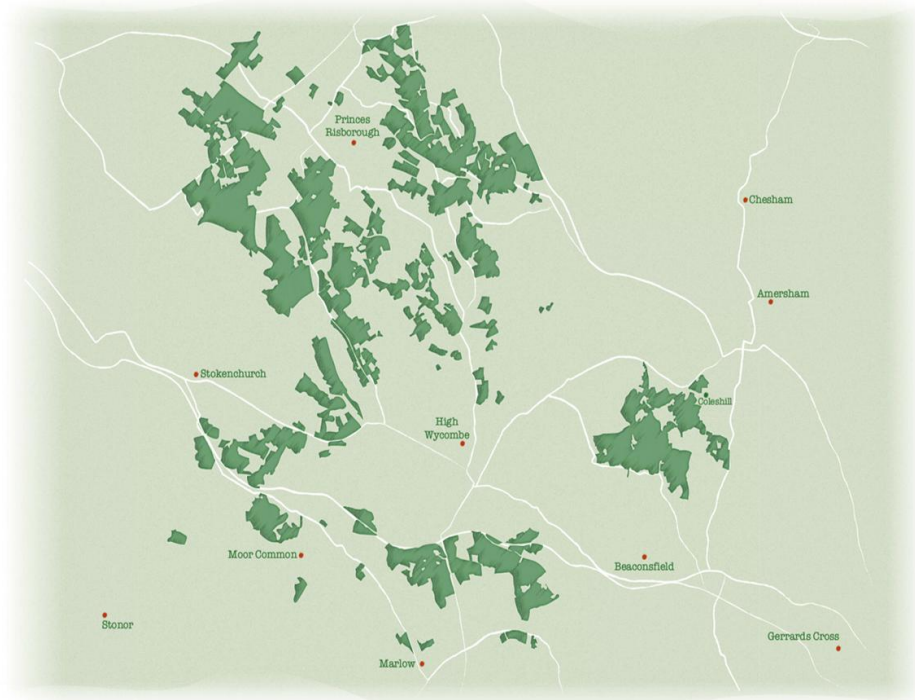 Princes
Risborough
Chesham
Amersham
Stokenchurch
Coleshill
High
Wycombe
Moor Common
Beaconsfield
Stonor
Gerrards Cross
Marlow